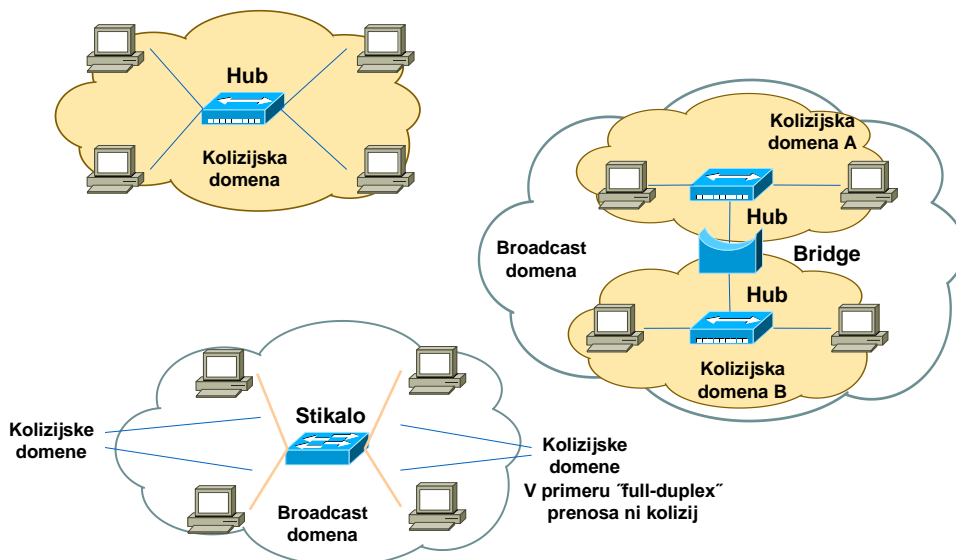 Hub
Kolizijska
domena
Kolizijska
domena A
Hub
Broadcast
domena
Bridge
Hub
Kolizijska
domena B
Stikalo
Kolizijske
domene
Broadcast
domena
Kolizijske
domene
V primeru ˝full-duplex˝
prenosa ni kolizij